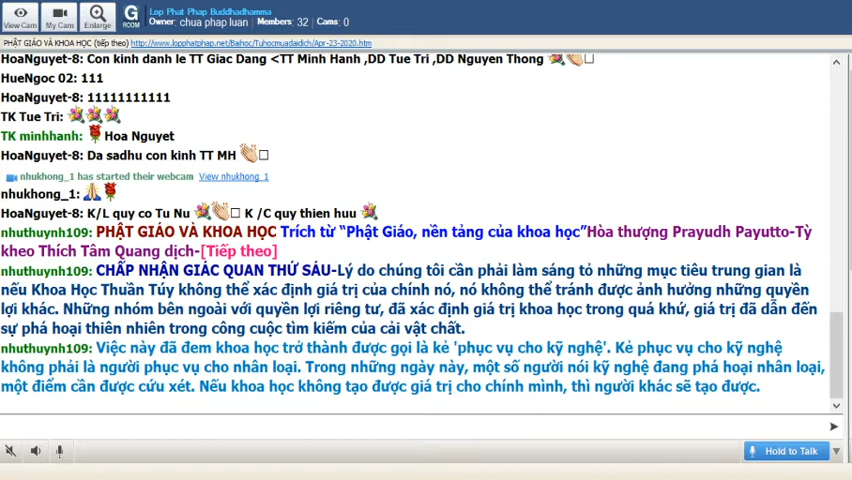 Lop Phat Phap Buddhadhamma
Owner: chua phap luan Members: 32 Cams: 0
View Cam
My Cam
Enlarge
G
ROOM
PHẬT GIÁO VÀ KHOA HỌC (tiếp theo) http://www.lopphatphap.net/Baihoc/Tuhocmuadaidich/Apr-23-2020.htm
HoaNguyet-8: Con kinh danh le TT Giac Dang <TT Minh Hanh ,DD Tue Tri ,DD Nguyen Thong
HueNgoc 02: 111
HoaNguyet-8: 11111111111
TK Tue Tri:
TK minhhanh: Hoa Nguyet
HoaNguyet-8: Da sadhu con kinh TT MH
nhukhong_1 has started their webcam View nhukhong_1
nhukhong_1:
HoaNguyet-8: K/L quy co Tu Nu K /C quy thien huu
nhuthuynh109: PHẬT GIÁO VÀ KHOA HỌC Trích từ “Phật Giáo, nền tảng của khoa học”Hòa thượng Prayudh Payutto-Tỳ
kheo Thích Tâm Quang dịch-[Tiếp theo]
nhuthuynh109: CHẤP NHẬN GIÁC QUAN THỨ SÁU-Lý do chúng tôi cần phải làm sáng tỏ những mục tiêu trung gian là
nếu Khoa Học Thuần Túy không thể xác định giá trị của chính nó, nó không thể tránh được ảnh hưởng những quyền
lợi khác. Những nhóm bên ngoài với quyền lợi riêng tư, đã xác định giá trị khoa học trong quá khứ, giá trị đã dẫn đến
sự phá hoại thiên nhiên trong công cuộc tìm kiếm của cải vật chất.
nhuthuynh109: Việc này đã đem khoa học trở thành được gọi là kẻ 'phục vụ cho kỹ nghệ'. Kẻ phục vụ cho kỹ nghệ
không phải là người phục vụ cho nhân loại. Trong những ngày này, một số người nói kỹ nghệ đang phá hoại nhân loại,
một điểm cần được cứu xét. Nếu khoa học không tạo được giá trị cho chính mình, thì người khác sẽ tạo được.
Hold to Talk